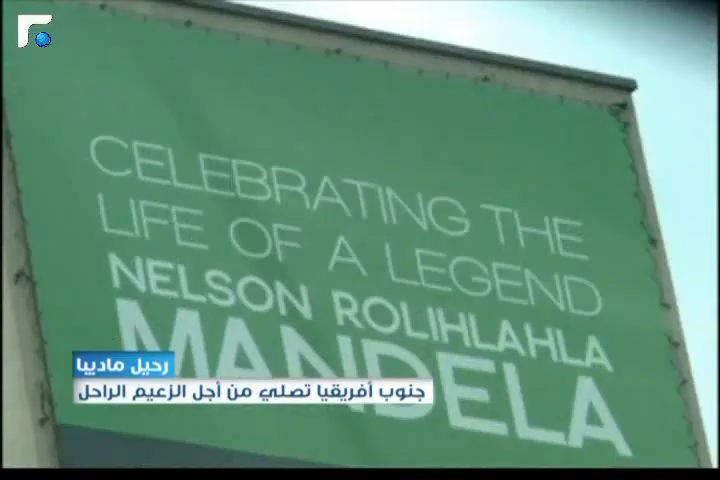 CELEBRATING THE
LIFE OF A LEGEND
NELSON ROLIHLAHLA
MANDELA
رحيل ماديبا
جنوب أفريقيا تصلي من أجل الزعيم الراحل